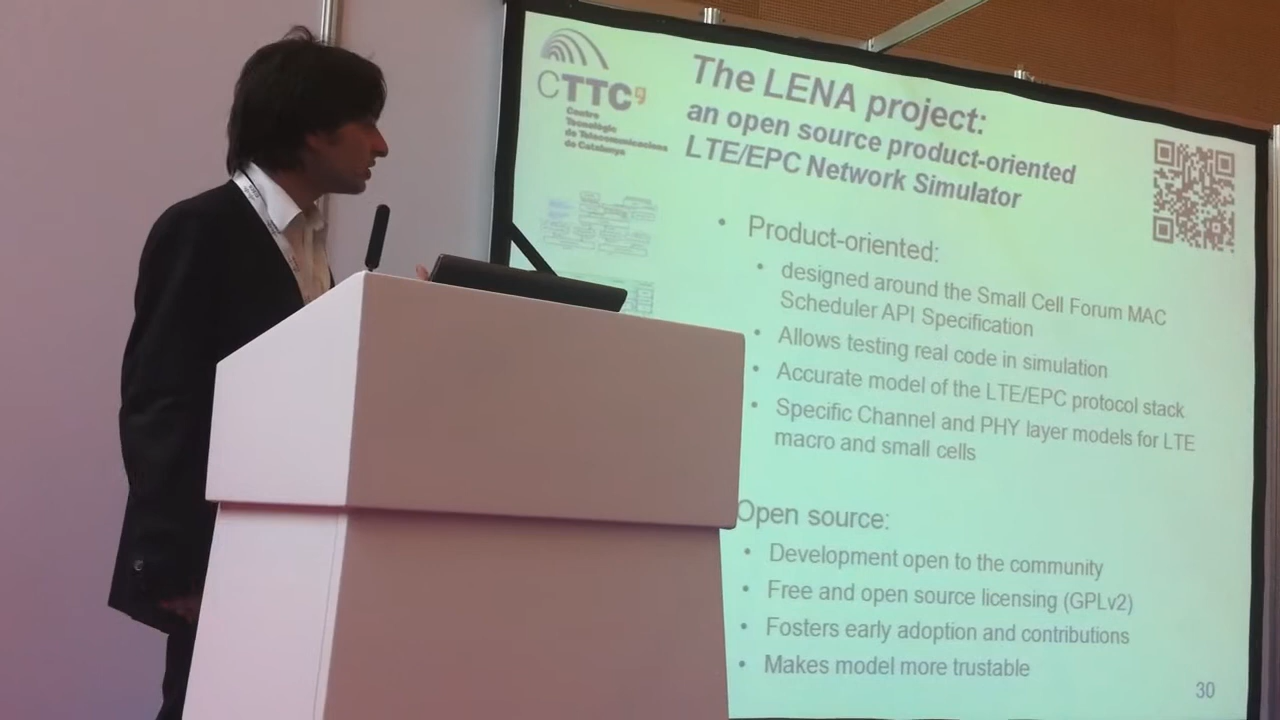 CTTC
Centre
Tecnològic
de Telecomunicacions
de Catalunya
The LENA project:
an open source product-oriented
LTE/EPC Network Simulator
• Product-oriented:
• designed around the Small Cell Forum MAC
Scheduler API Specification
• Allows testing real code in simulation
• Accurate model of the LTE/EPC protocol stack
• Specific Channel and PHY layer models for LTE
macro and small cells
Open source:
• Development open to the community
• Free and open source licensing (GPLv2)
• Fosters early adoption and contributions
• Makes model more trustable
30